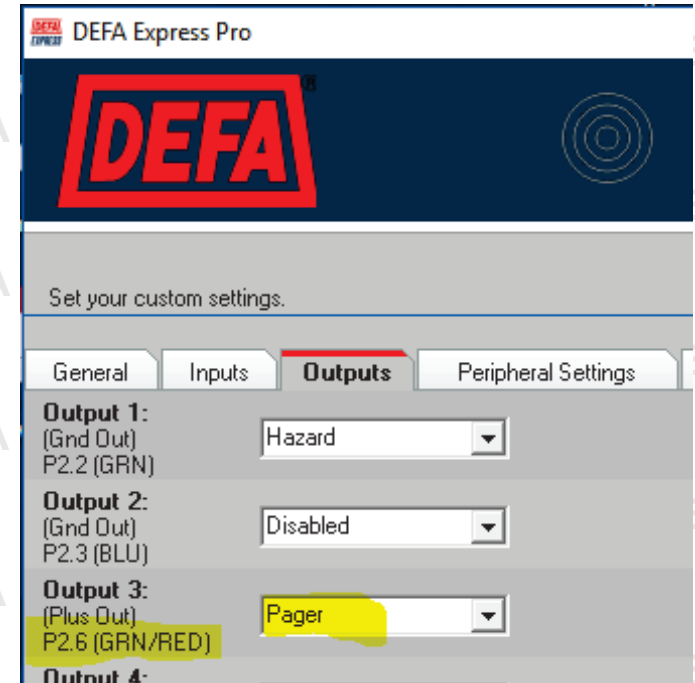 DEFA EXPRESS DEFA Express Pro
DEFA®
Set your custom settings.
General Inputs Outputs Peripheral Settings
Output 1:
(Gnd Out) Hazard
P2.2 (GRN)
Output 2:
(Gnd Out) Disabled
P2.3 (BLU)
Output 3:
(Plus Out) Pager
P2.6 (GRN/RED)
Output 4: